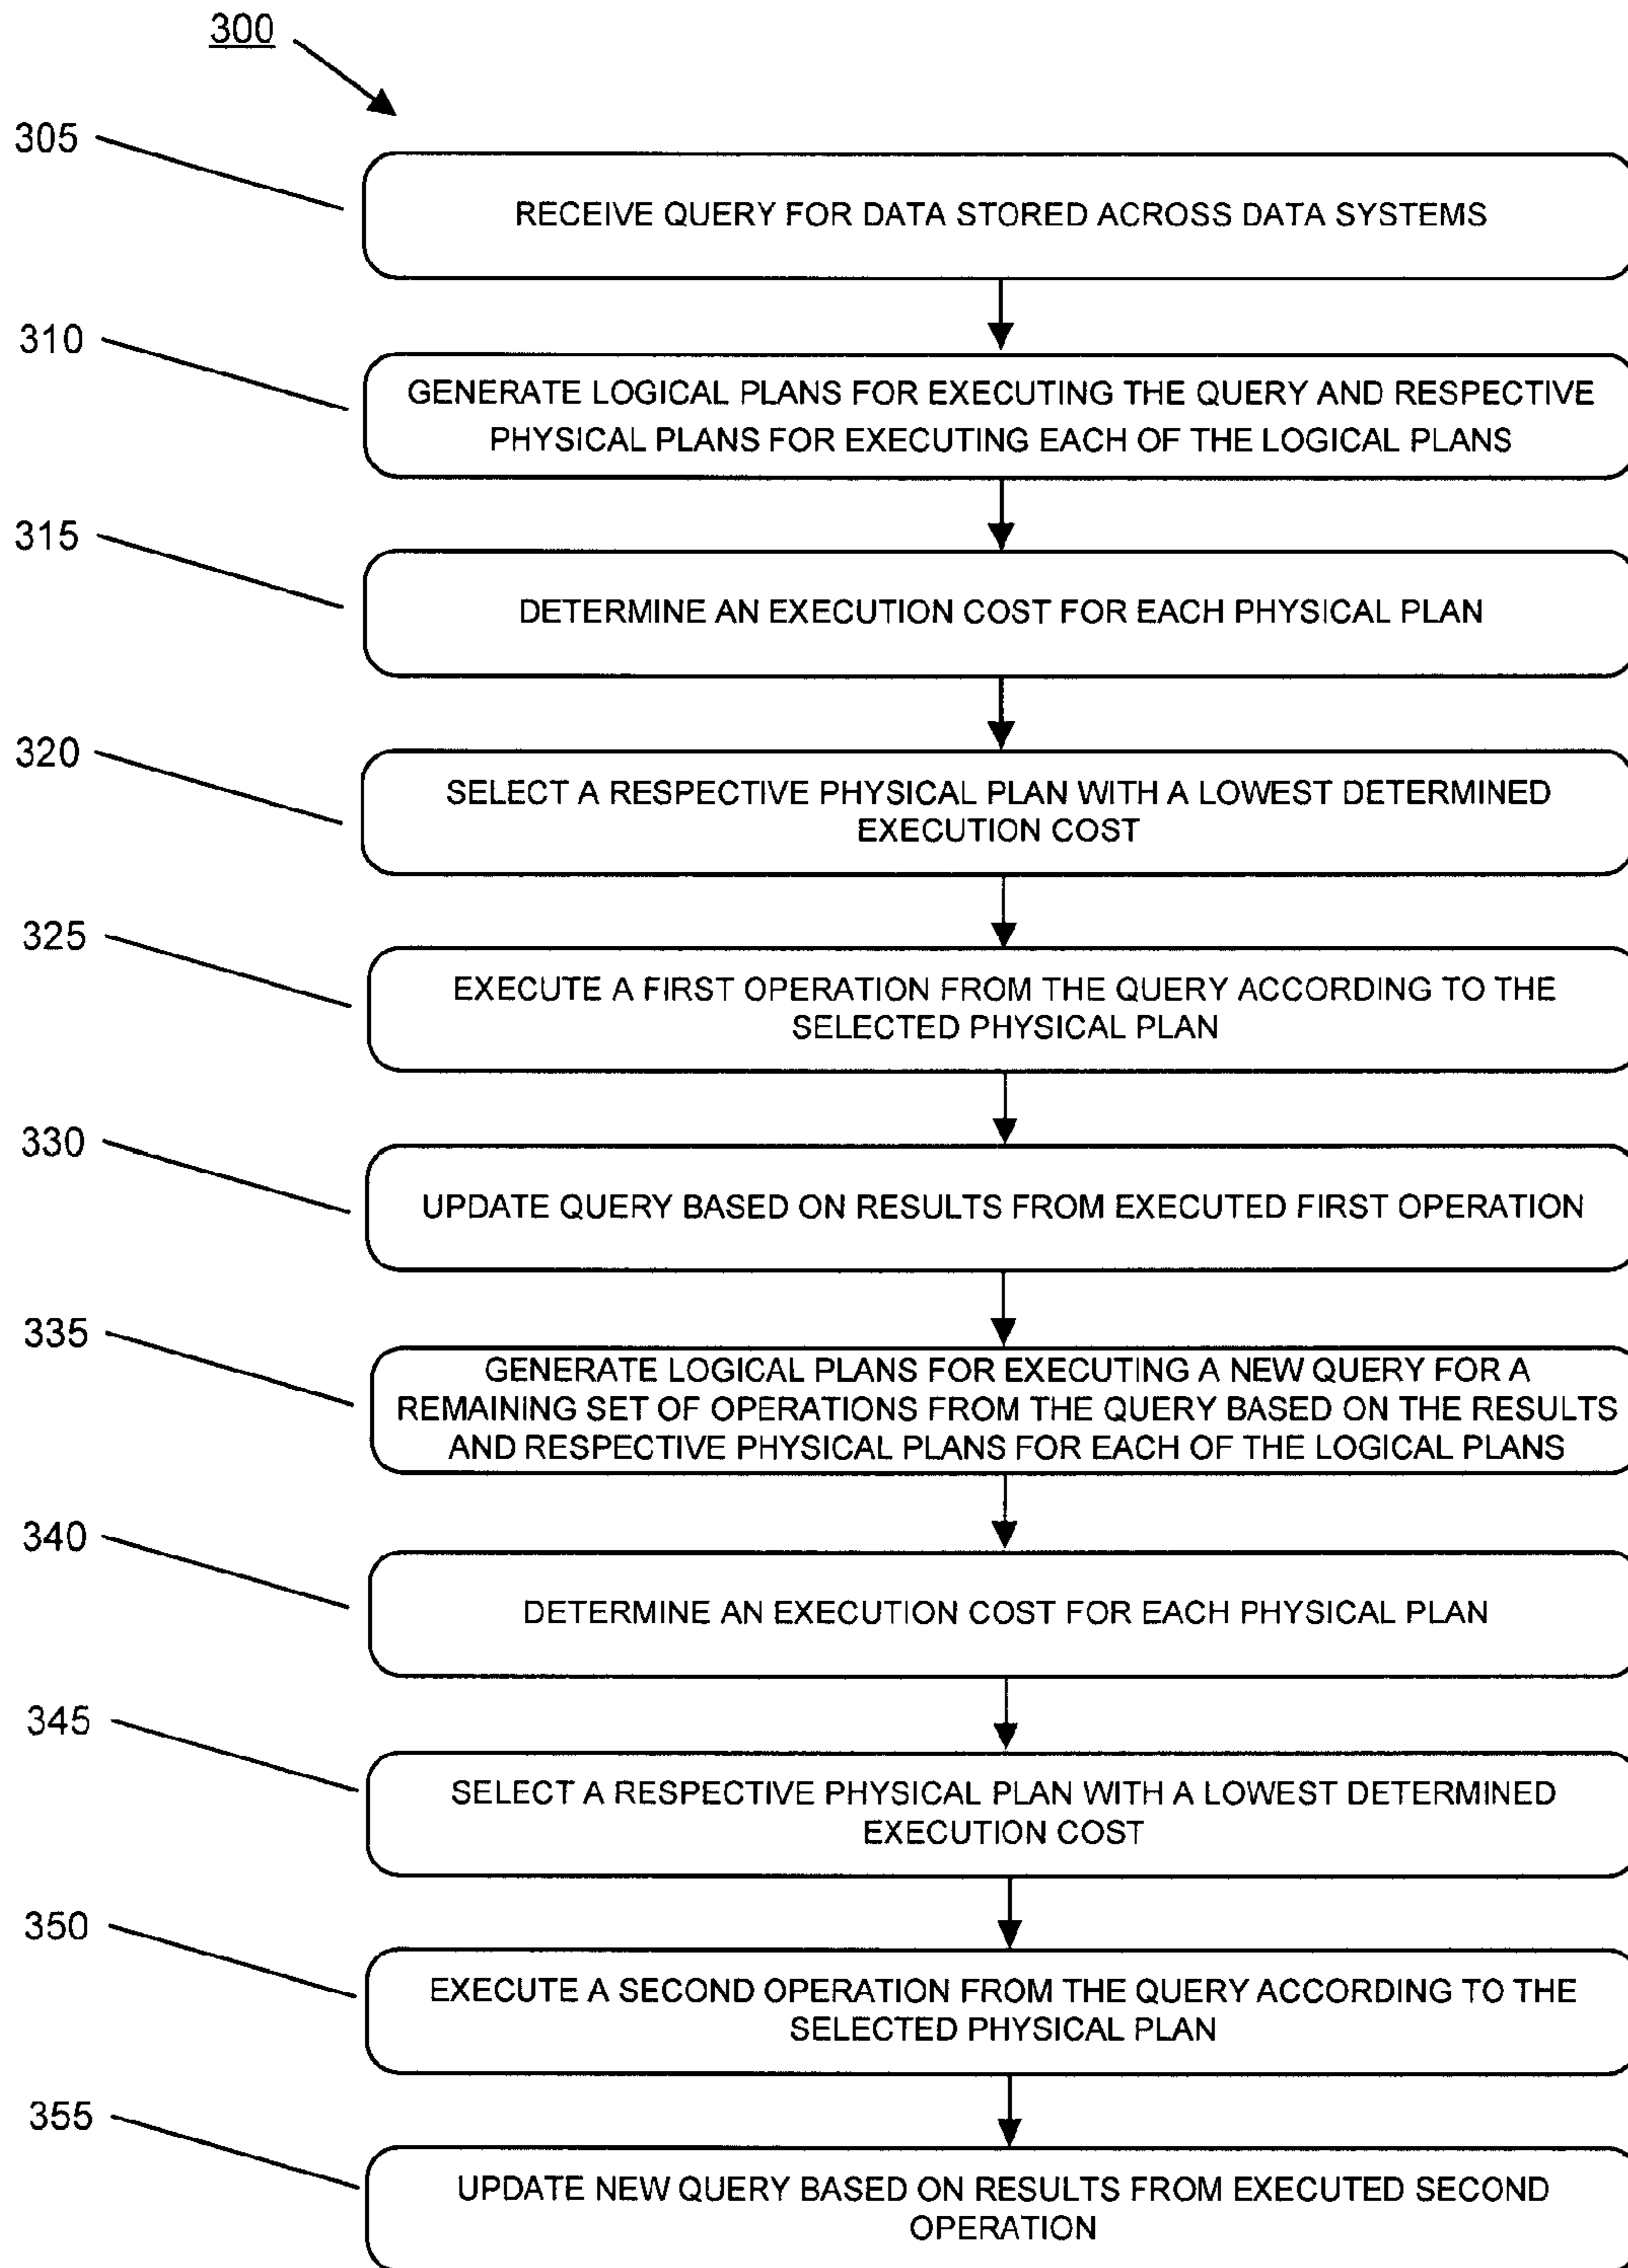 300
305
RECEIVE QUERY FOR DATA STORED ACROSS DATA SYSTEMS
310
GENERATE LOGICAL PLANS FOR EXECUTING THE QUERY AND RESPECTIVE
PHYSICAL PLANS FOR EXECUTING EACH OF THE LOGICAL PLANS
315
DETERMINE AN EXECUTION COST FOR EACH PHYSICAL PLAN
320
SELECT A RESPECTIVE PHYSICAL PLAN WITH A LOWEST DETERMINED
EXECUTION COST
325
EXECUTE A FIRST OPERATION FROM THE QUERY ACCORDING TO THE
SELECTED PHYSICAL PLAN
330
UPDATE QUERY BASED ON RESULTS FROM EXECUTED FIRST OPERATION
335
GENERATE LOGICAL PLANS FOR EXECUTING A NEW QUERY FOR A
REMAINING SET OF OPERATIONS FROM THE QUERY BASED ON THE RESULTS
AND RESPECTIVE PHYSICAL PLANS FOR EACH OF THE LOGICAL PLANS
340
DETERMINE AN EXECUTION COST FOR EACH PHYSICAL PLAN
345
SELECT A RESPECTIVE PHYSICAL PLAN WITH A LOWEST DETERMINED
EXECUTION COST
350
EXECUTE A SECOND OPERATION FROM THE QUERY ACCORDING TO THE
SELECTED PHYSICAL PLAN
355
UPDATE NEW QUERY BASED ON RESULTS FROM EXECUTED SECOND
OPERATION